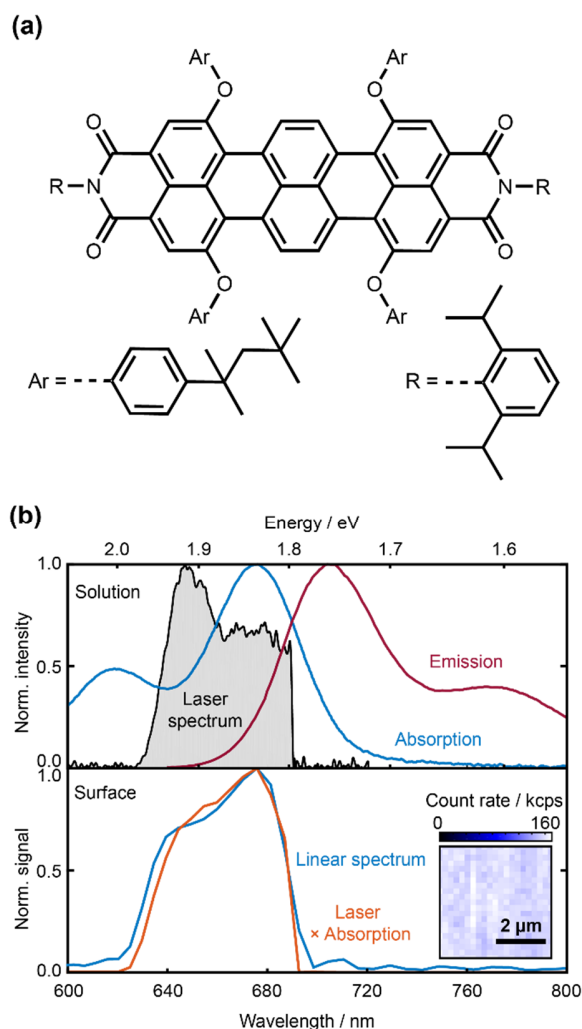 (a)
Ar Ar
O O
O O
R N N R
O O
O O
Ar Ar
Ar = R =
(b)
Energy / eV
2.0 1.9 1.8 1.7 1.6
1.0
Solution
Norm. intensity
0.5
Emission
Laser
spectrum
Absorption
0.0
1.0
Surface
Count rate / kcps
0 160
Norm. signal
Linear spectrum
0.5
Laser
× Absorption
2 µm
0.0
600 640 680 720 760 800
Wavelength / nm